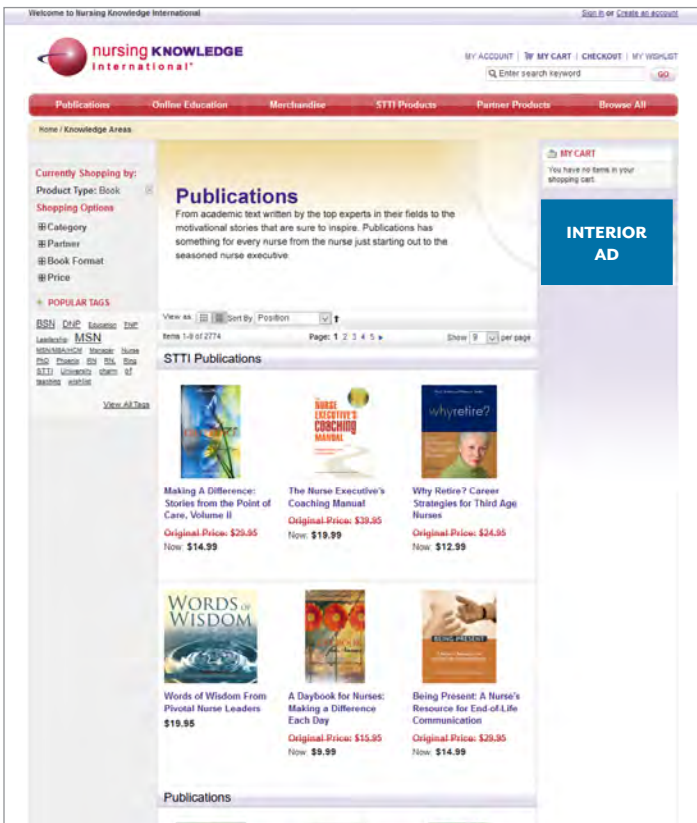 Welcome to Nursing Knowledge International
Sign In or Create an account
nursing KNOWLEDGE
International
MY ACCOUNT | MY CART | CHECKOUT | MY WISHLIST
Enter search keyword GO
Publications Online Education Merchandise STTI Products Partner Products Browse All
Home / Knowledge Areas
Currently Shopping by:
Product Type: Book
Shopping Options
Category
Partner
Book Format
Price
POPULAR TAGS
BSN DNP Education
Leadership MSN
MSN/MBA/HCM Manager Nurse
PhD Phoenix RN Ring
STTI University charm of
teaching wishlist
View All Tags
Publications
From academic text written by the top experts in their fields to the
motivational stories that are sure to inspire. Publications has
something for every nurse from the nurse just starting out to the
seasoned nurse executive.
View as: Sort By Position
Items 1-9 of 2774 Page: 1 2 3 4 5 Show 9 per page
STTI Publications
THE
NURSE
EXECUTIVE'S
COACHING
MANUAL
whyretire?
Making A Difference:
Stories from the Point of
Care, Volume II
Original Price: $29.95
Now: $14.99
The Nurse Executive's
Coaching Manual
Original Price: $39.95
Now: $19.99
Why Retire? Career
Strategies for Third Age
Nurses
Original Price: $24.95
Now: $12.99
WORDS OF
WISDOM
BEING PRESENT
Words of Wisdom From
Pivotal Nurse Leaders
$19.95
A Daybook for Nurses:
Making a Difference
Each Day
Original Price: $15.95
Now: $9.99
Being Present: A Nurse's
Resource for End-of-Life
Communication
Original Price: $29.95
Now: $14.99
Publications
MY CART
You have no items in your
shopping cart.
INTERIOR
AD